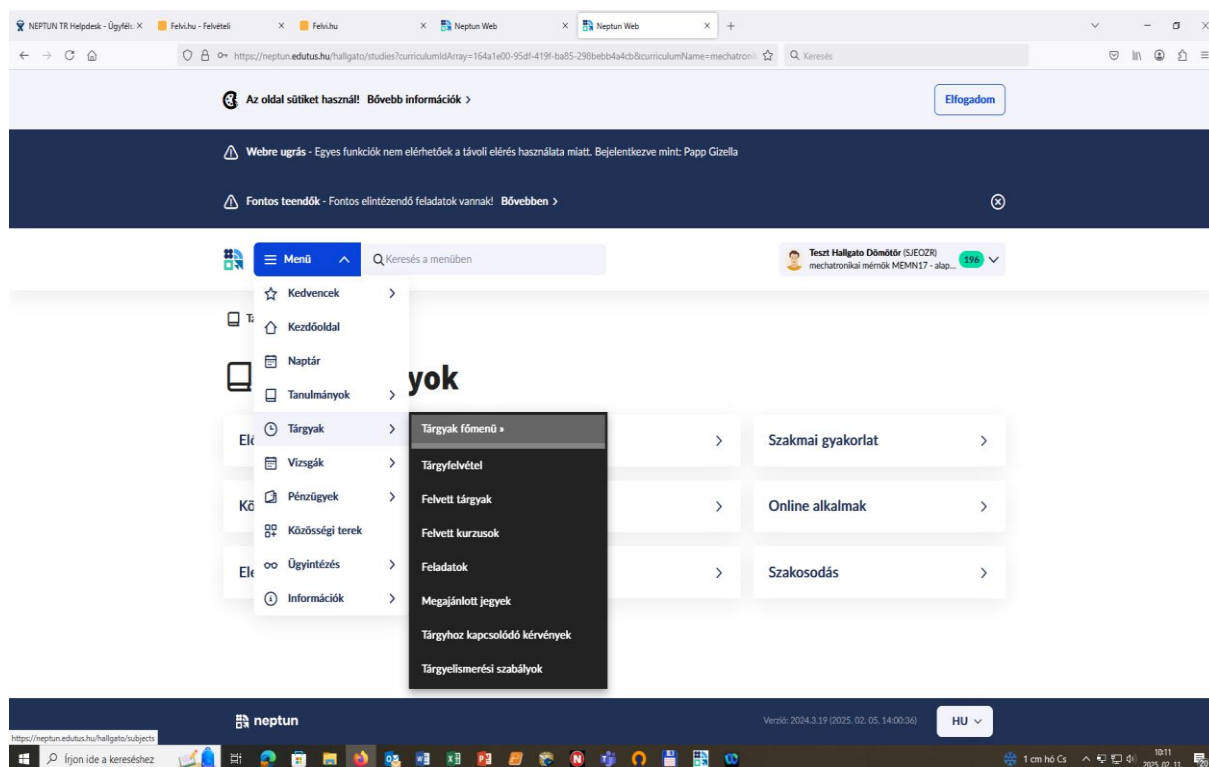 NEPTUN TR Helpdesk - Ügyféls
Felvi.hu - Felvételi
Felvi.hu
Neptun Web
Neptun Web
https://neptun.edutus.hu/hallgato/studies?curriculumIdArray=164a1e00-95df-419f-ba85-298bebb4a4cb&curriculumName=mechatroni
Keresés
Az oldal sütiket használ! Bővebb információk >
Elfogadom
Webre ugrás - Egyes funkciók nem elérhetőek a távoli elérés használata miatt. Bejelentkezve mint: Papp Gizella
Fontos teendők - Fontos elintézendő feladatok vannak! Bővebben >
Menü
Keresés a menüben
Teszt Hallgato Dömötör (SJEOZR)
mechatronikai mérnök MEMN17 - alap...
196
Kedvencek
Kezdőoldal
Naptár
yok
Tanulmányok
Tárgyak
Tárgyak főmenü »
Szakmai gyakorlat
Vizsgák
Tárgyfelvétel
Pénzügyek
Felvett tárgyak
Kö
Online alkalmak
Közösségi terek
Felvett kurzusok
Ügyintézés
Feladatok
Ele
Szakosodás
Információk
Megajánlott jegyek
Tárgyhoz kapcsolódó kérvények
Tárgyelismerési szabályok
neptun
Verzió: 2024.3.19 (2025. 02. 05. 14:00:36)
HU
https://neptun.edutus.hu/hallgato/subjects
Írjon ide a kereséshez
1 cm hó Cs
10:11
2025. 02. 11.